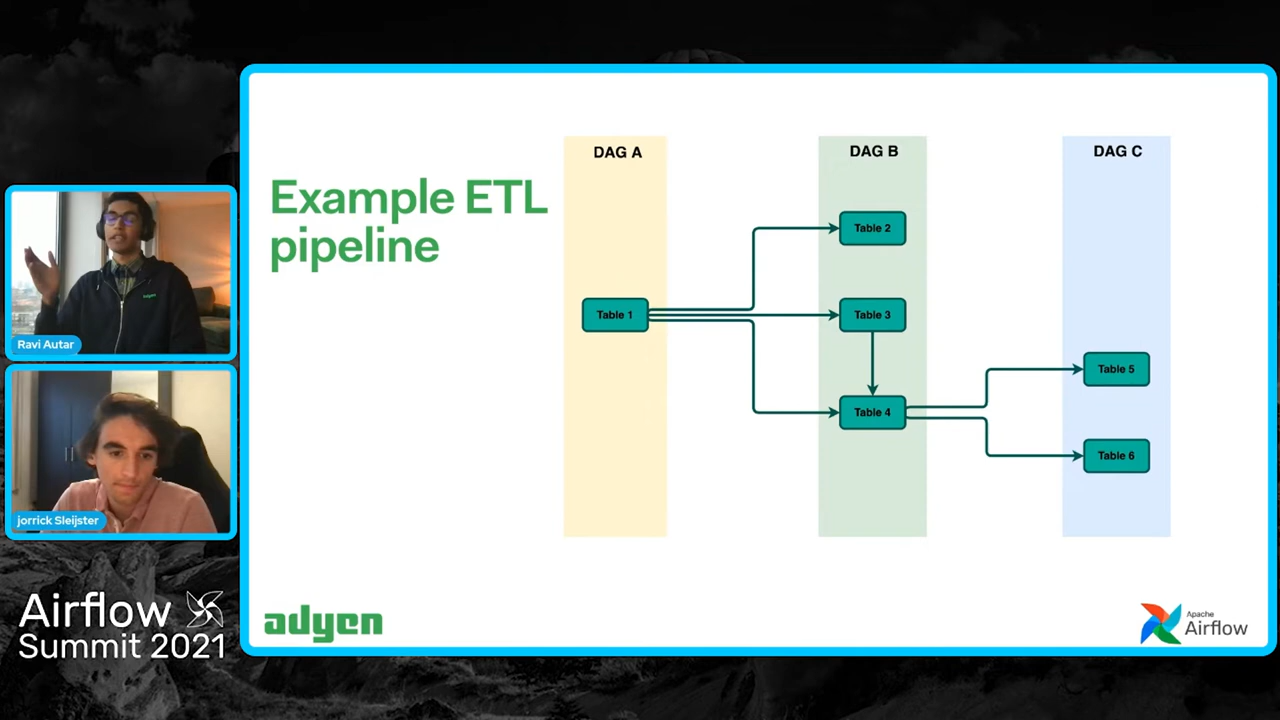 Example ETL
pipeline
DAG A
DAG B
DAG C
Table 1
Table 2
Table 3
Table 4
Table 5
Table 6
Ravi Autar
jorrick Sleijster
adyen
Airflow
Summit 2021
adyen
Apache
Airflow